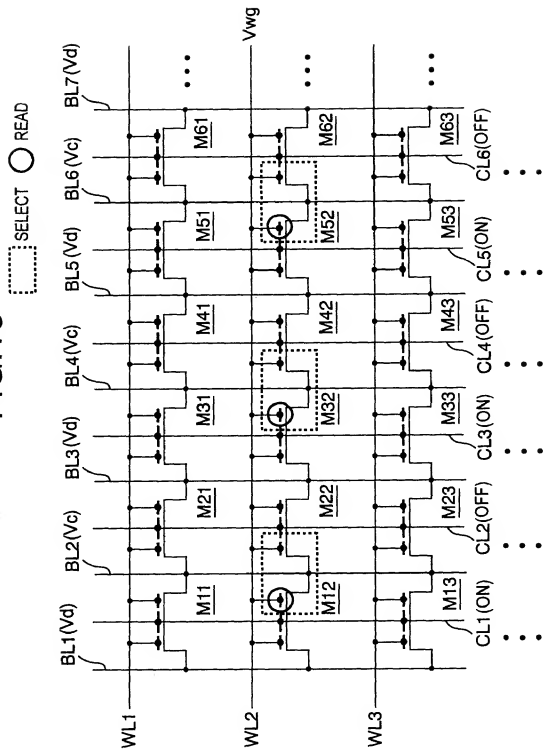 SELECT READ
BL1(Vd) BL2(Vc) BL3(Vd) BL4(Vc) BL5(Vd) BL6(Vc) BL7(Vd)
WL1
M11 M21 M31 M41 M51 M61
WL2 Vwg
M12 M22 M32 M42 M52 M62
WL3
M13 M23 M33 M43 M53 M63
CL1(ON) CL2(OFF) CL3(ON) CL4(OFF) CL5(ON) CL6(OFF)